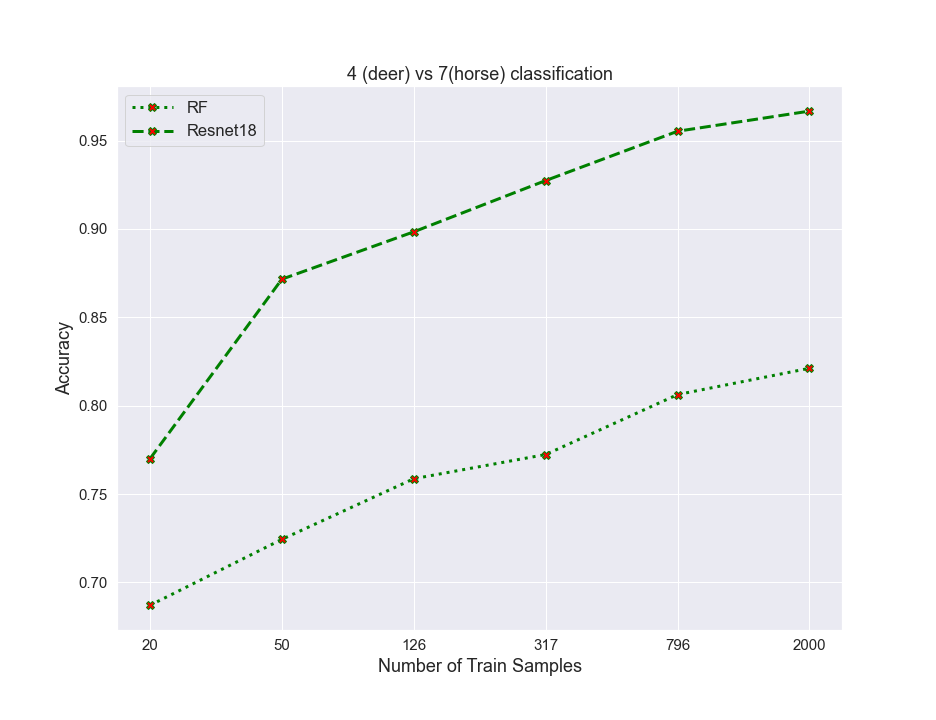 4 (deer) vs 7(horse) classification
RF
Resnet18
0.95
0.90
0.85
0.80
0.75
0.70
Accuracy
20 50 126 317 796 2000
Number of Train Samples